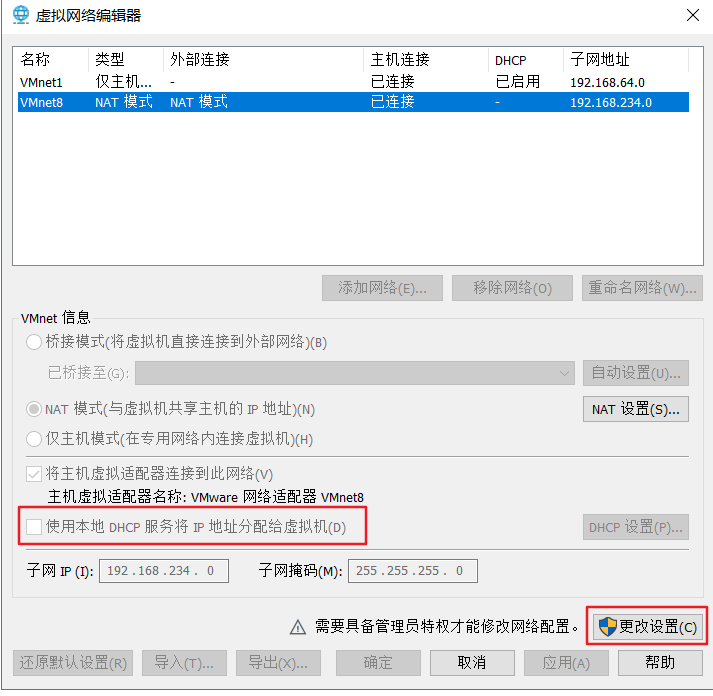 虚拟网络编辑器
名称 类型 外部连接 主机连接 DHCP 子网地址
VMnet1 仅主机... - 已连接 已启用 192.168.64.0
VMnet8 NAT 模式 NAT 模式 已连接 - 192.168.234.0
添加网络(E)... 移除网络(O) 重命名网络(W)...
VMnet 信息
桥接模式(将虚拟机直接连接到外部网络)(B)
已桥接至(G): 自动设置(U)...
NAT 模式(与虚拟机共享主机的 IP 地址)(N) NAT 设置(S)...
仅主机模式(在专用网络内连接虚拟机)(H)
将主机虚拟适配器连接到此网络(V)
主机虚拟适配器名称: VMware 网络适配器 VMnet8
使用本地 DHCP 服务将 IP 地址分配给虚拟机(D) DHCP 设置(P)...
子网 IP (I): 192 . 168 . 234 . 0 子网掩码(M): 255 . 255 . 255 . 0
需要具备管理员特权才能修改网络配置。 更改设置(C)
还原默认设置(R) 导入(T)... 导出(X)... 确定 取消 应用(A) 帮助